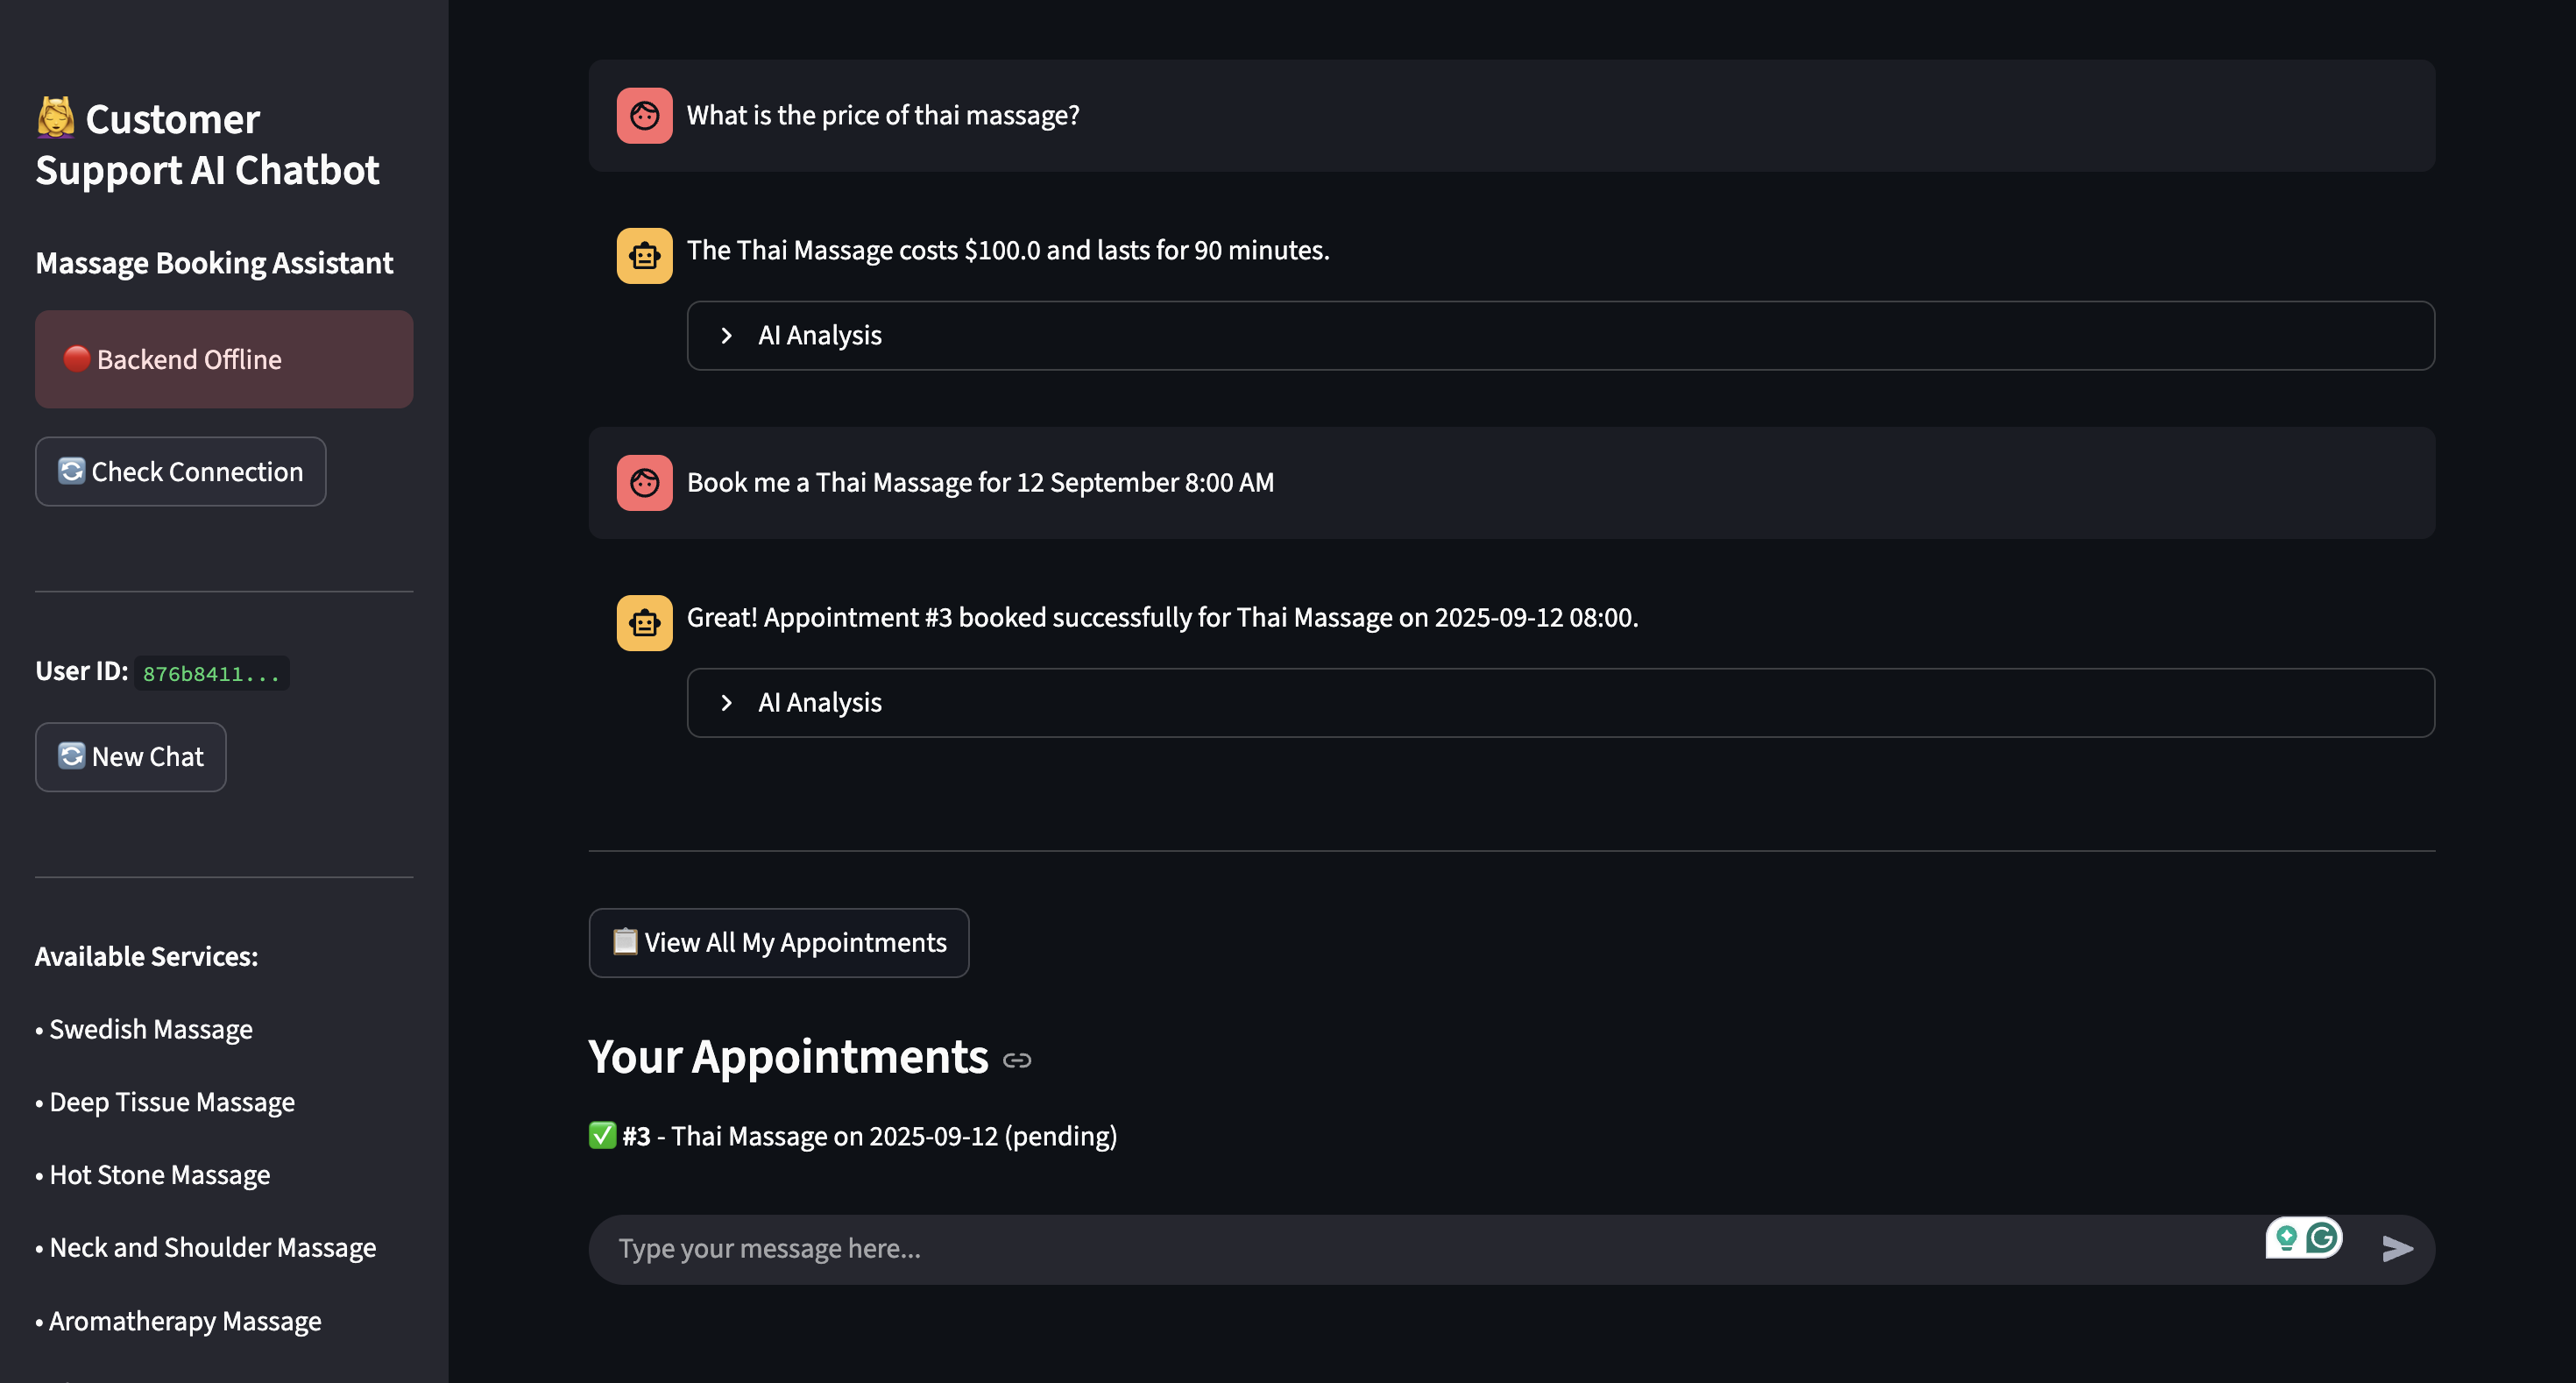 💆 Customer
Support AI Chatbot
Massage Booking Assistant
🔴 Backend Offline
🔄 Check Connection
User ID: 876b8411...
🔄 New Chat
Available Services:
• Swedish Massage
• Deep Tissue Massage
• Hot Stone Massage
• Neck and Shoulder Massage
• Aromatherapy Massage
What is the price of thai massage?
The Thai Massage costs $100.0 and lasts for 90 minutes.
AI Analysis
Book me a Thai Massage for 12 September 8:00 AM
Great! Appointment #3 booked successfully for Thai Massage on 2025-09-12 08:00.
AI Analysis
📋 View All My Appointments
Your Appointments
✅ #3 - Thai Massage on 2025-09-12 (pending)
Type your message here...